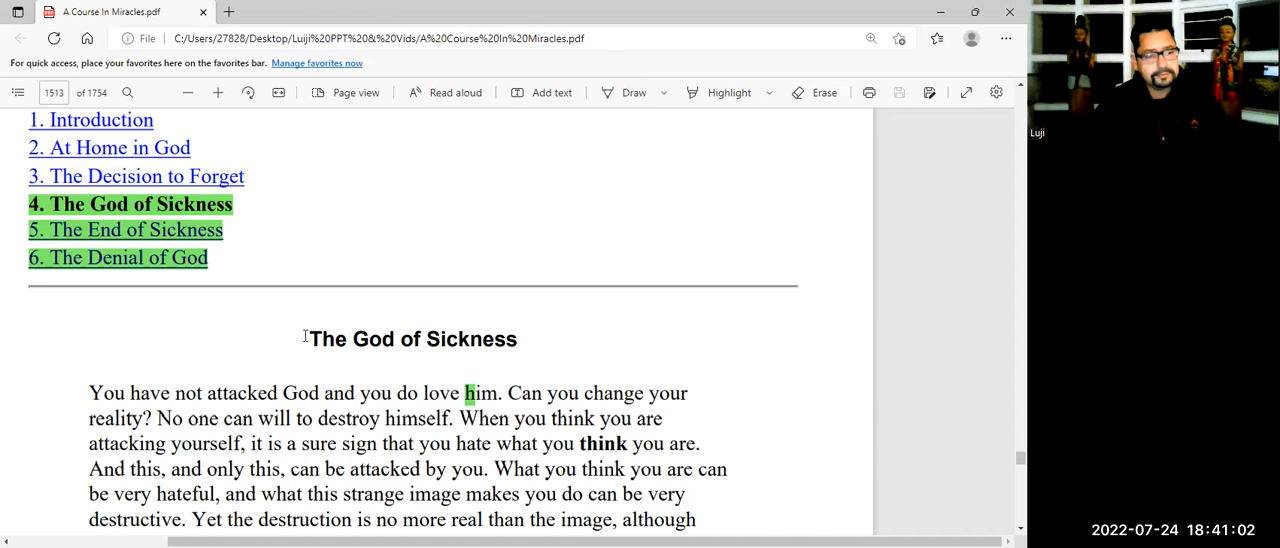 A Course In Miracles.pdf
File C:/Users/27828/Desktop/Luiji%20PPT%20&%20Vids/A%20Course%20In%20Miracles.pdf
For quick access, place your favorites here on the favorites bar. Manage favorites now
1513 of 1754 Page view Read aloud Add text Draw Highlight Erase
1. Introduction
2. At Home in God
3. The Decision to Forget
4. The God of Sickness
5. The End of Sickness
6. The Denial of God
The God of Sickness
You have not attacked God and you do love him. Can you change your
reality? No one can will to destroy himself. When you think you are
attacking yourself, it is a sure sign that you hate what you think you are.
And this, and only this, can be attacked by you. What you think you are can
be very hateful, and what this strange image makes you do can be very
destructive. Yet the destruction is no more real than the image, although
Luji
2022-07-24 18:41:02